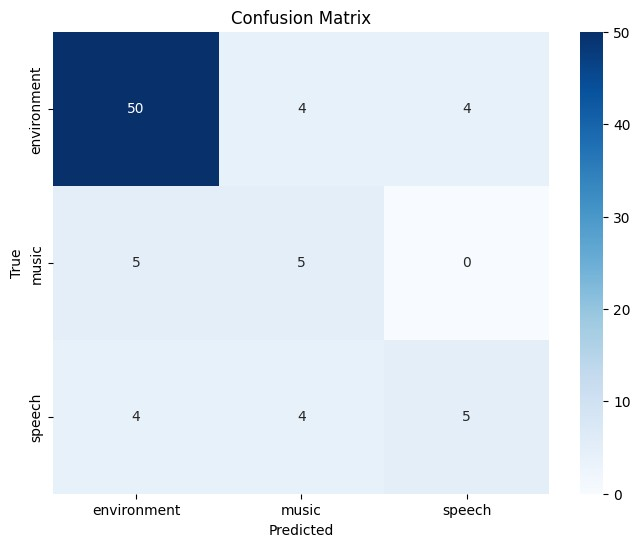 Confusion Matrix
environment
50 4 4
50
40
30
20
10
0
True
music
5 5 0
speech
4 4 5
environment music speech
Predicted